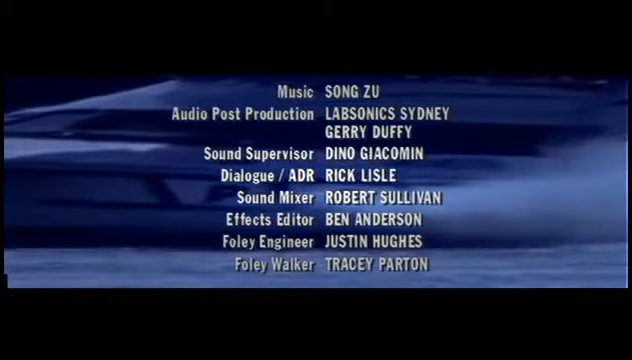 Music SONG ZU
Audio Post Production LABSONICS SYDNEY
GERRY DUFFY
Sound Supervisor DINO GIACOMIN
Dialogue / ADR RICK LISLE
Sound Mixer ROBERT SULLIVAN
Effects Editor BEN ANDERSON
Foley Engineer JUSTIN HUGHES
Foley Walker TRACEY PARTON